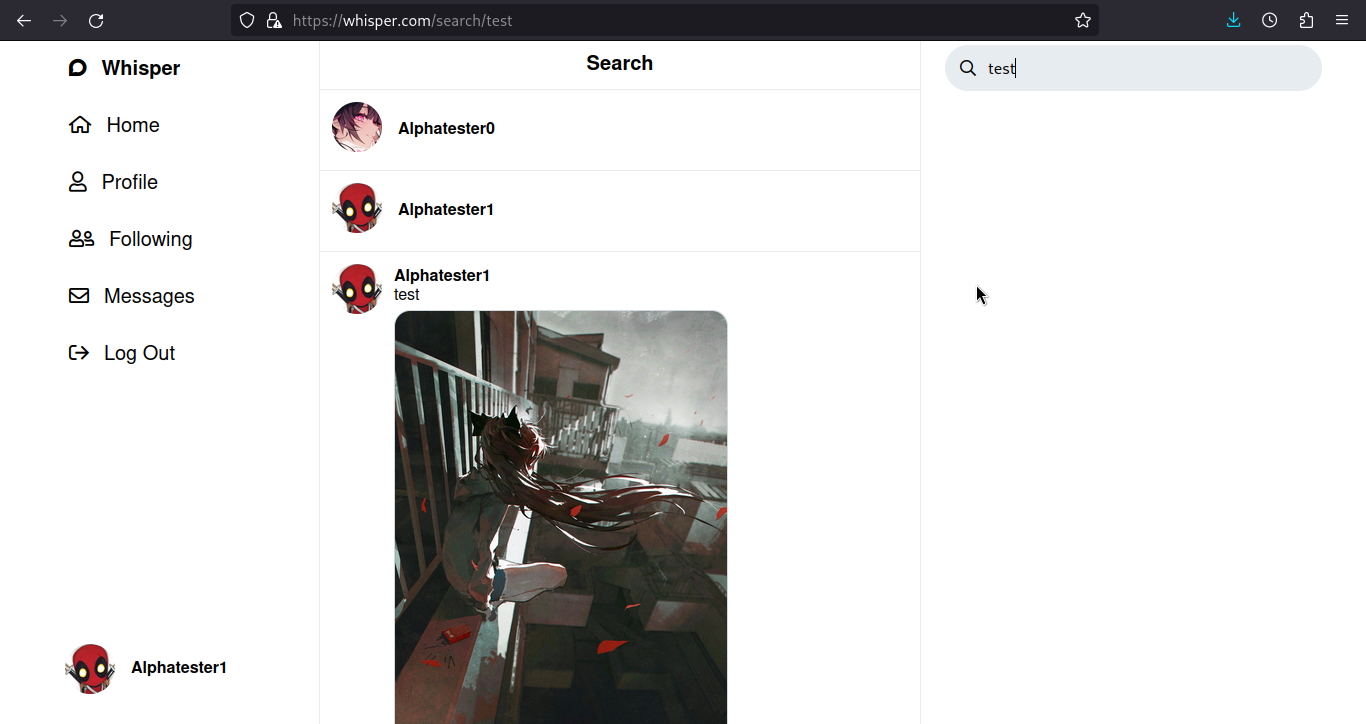 https://whisper.com/search/test
Whisper
Home
Profile
Following
Messages
Log Out
Alphatester1
Search
Alphatester0
Alphatester1
Alphatester1
test
test